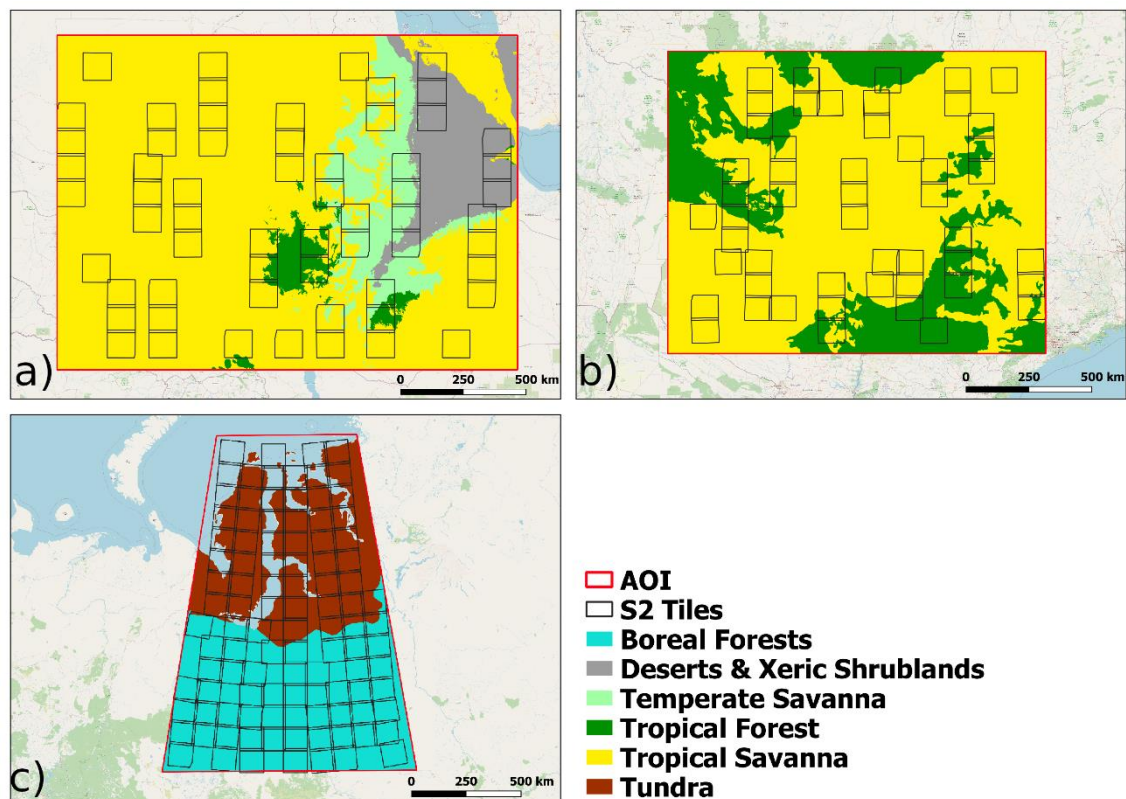 a)
0 250 500 km
b)
0 250 500 km
c)
0 250 500 km
AOI
S2 Tiles
Boreal Forests
Deserts & Xeric Shrublands
Temperate Savanna
Tropical Forest
Tropical Savanna
Tundra